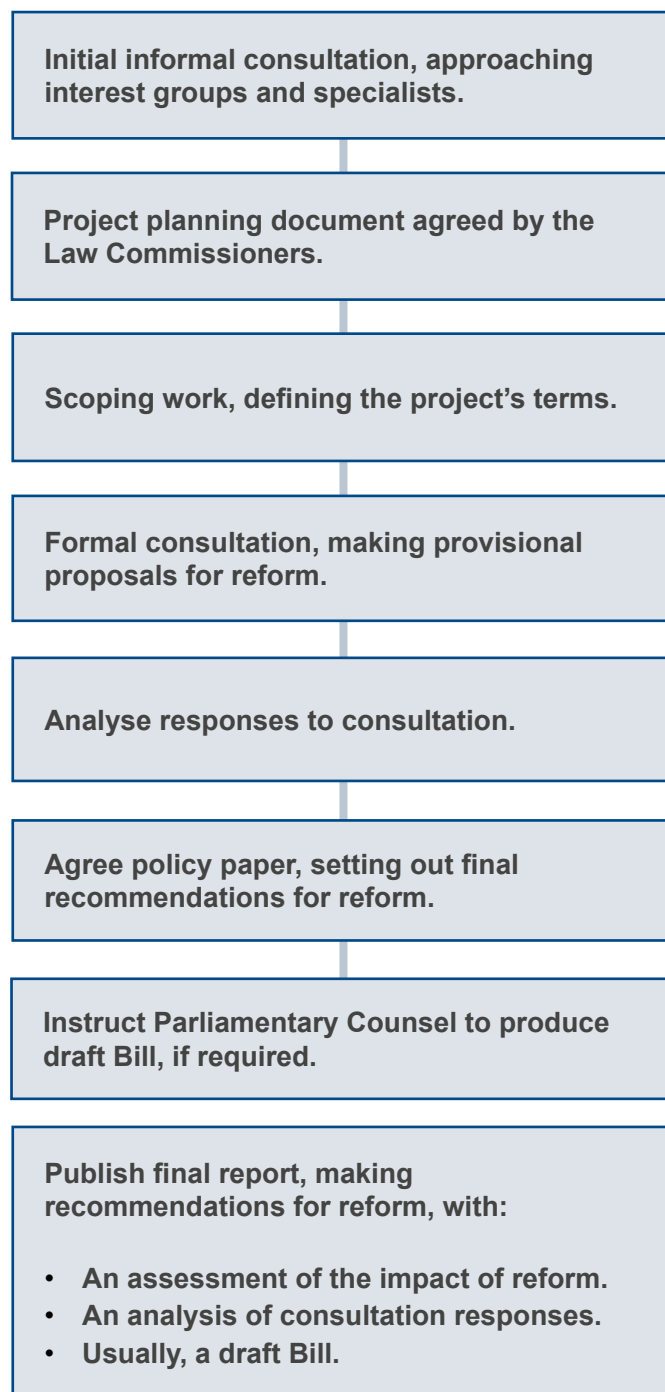 Initial informal consultation, approaching
interest groups and specialists.
Project planning document agreed by the
Law Commissioners.
Scoping work, defining the project’s terms.
Formal consultation, making provisional
proposals for reform.
Analyse responses to consultation.
Agree policy paper, setting out final
recommendations for reform.
Instruct Parliamentary Counsel to produce
draft Bill, if required.
Publish final report, making
recommendations for reform, with:
• An assessment of the impact of reform.
• An analysis of consultation responses.
• Usually, a draft Bill.